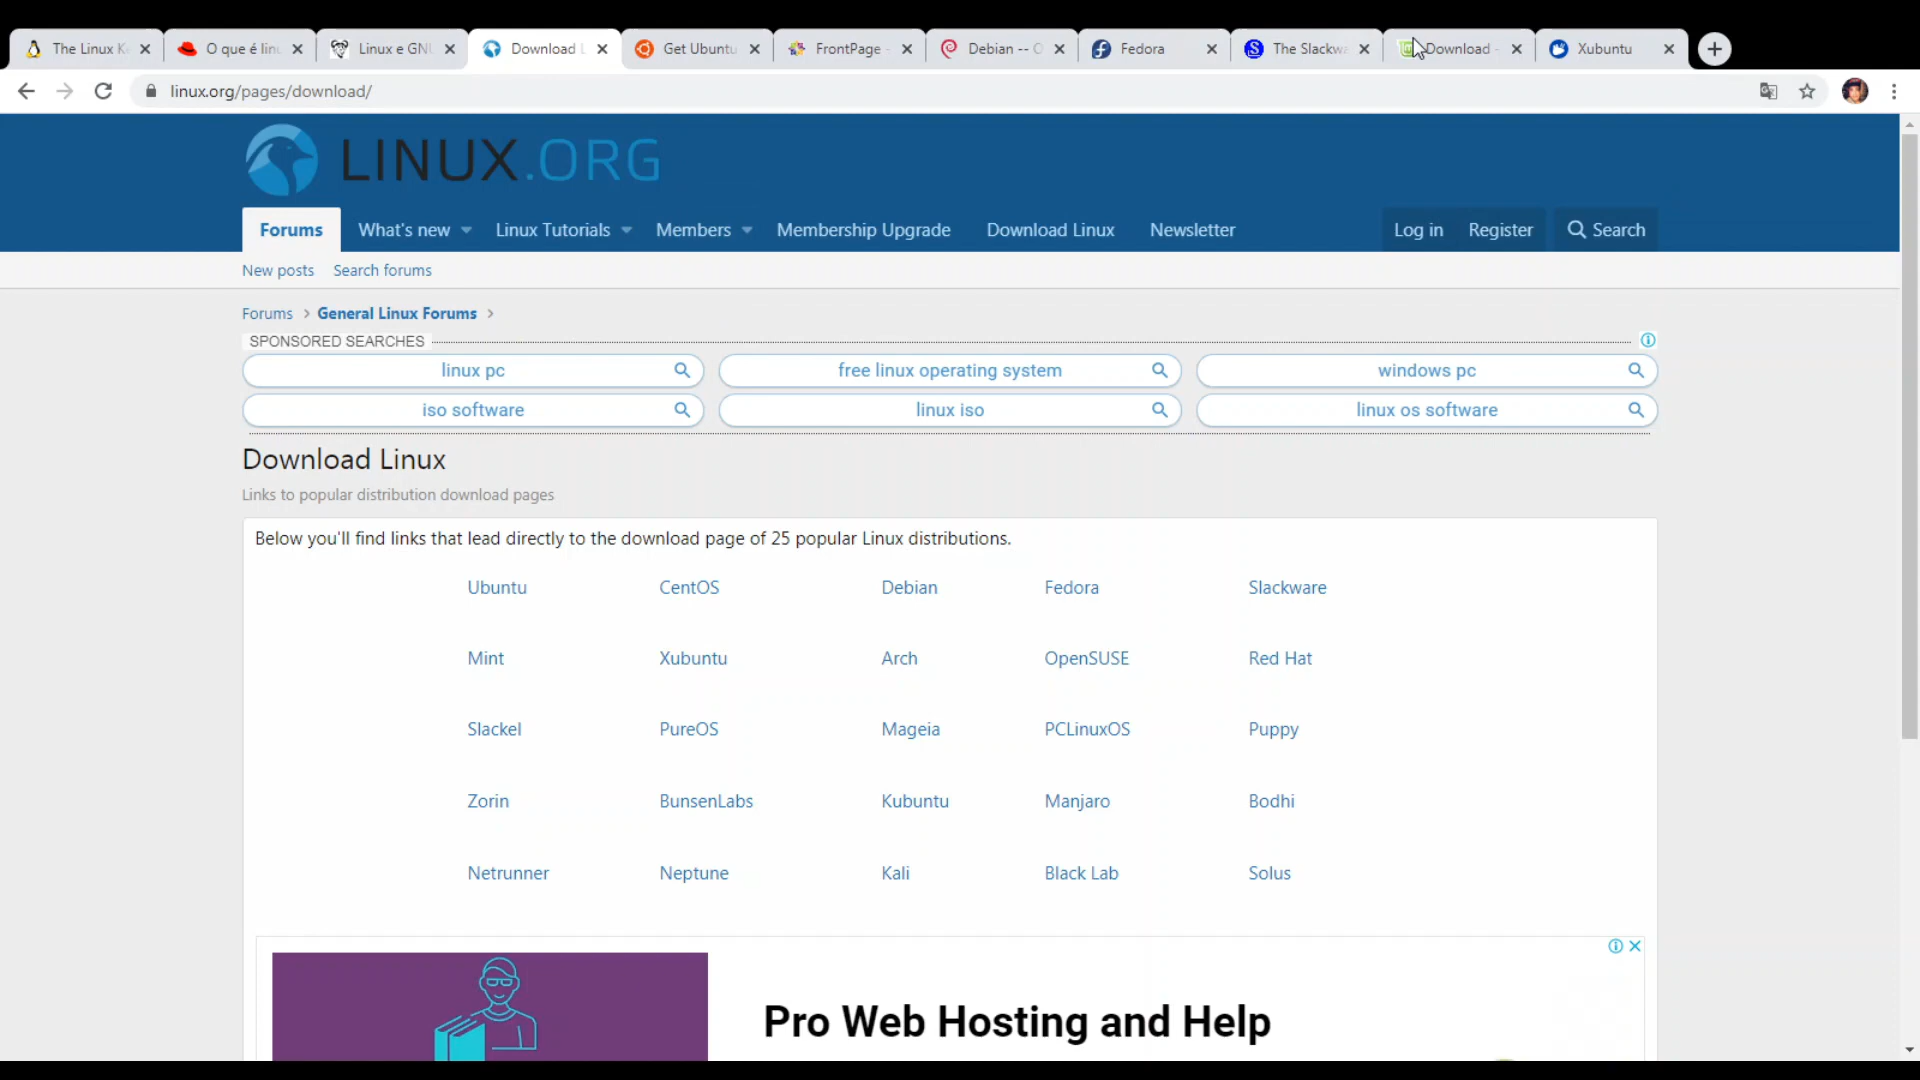 The Linux K
O que é lin
Linux e GN
Download L
Get Ubuntu
FrontPage -
Debian -- O
Fedora
The Slackwa
Download -
Xubuntu
linux.org/pages/download/
LINUX.ORG
Forums
What's new
Linux Tutorials
Members
Membership Upgrade
Download Linux
Newsletter
Log in
Register
Search
New posts
Search forums
Forums
General Linux Forums
SPONSORED SEARCHES
linux pc
free linux operating system
windows pc
iso software
linux iso
linux os software
Download Linux
Links to popular distribution download pages
Below you'll find links that lead directly to the download page of 25 popular Linux distributions.
Ubuntu CentOS Debian Fedora Slackware
Mint Xubuntu Arch OpenSUSE Red Hat
Slackel PureOS Mageia PCLinuxOS Puppy
Zorin BunsenLabs Kubuntu Manjaro Bodhi
Netrunner Neptune Kali Black Lab Solus
Pro Web Hosting and Help